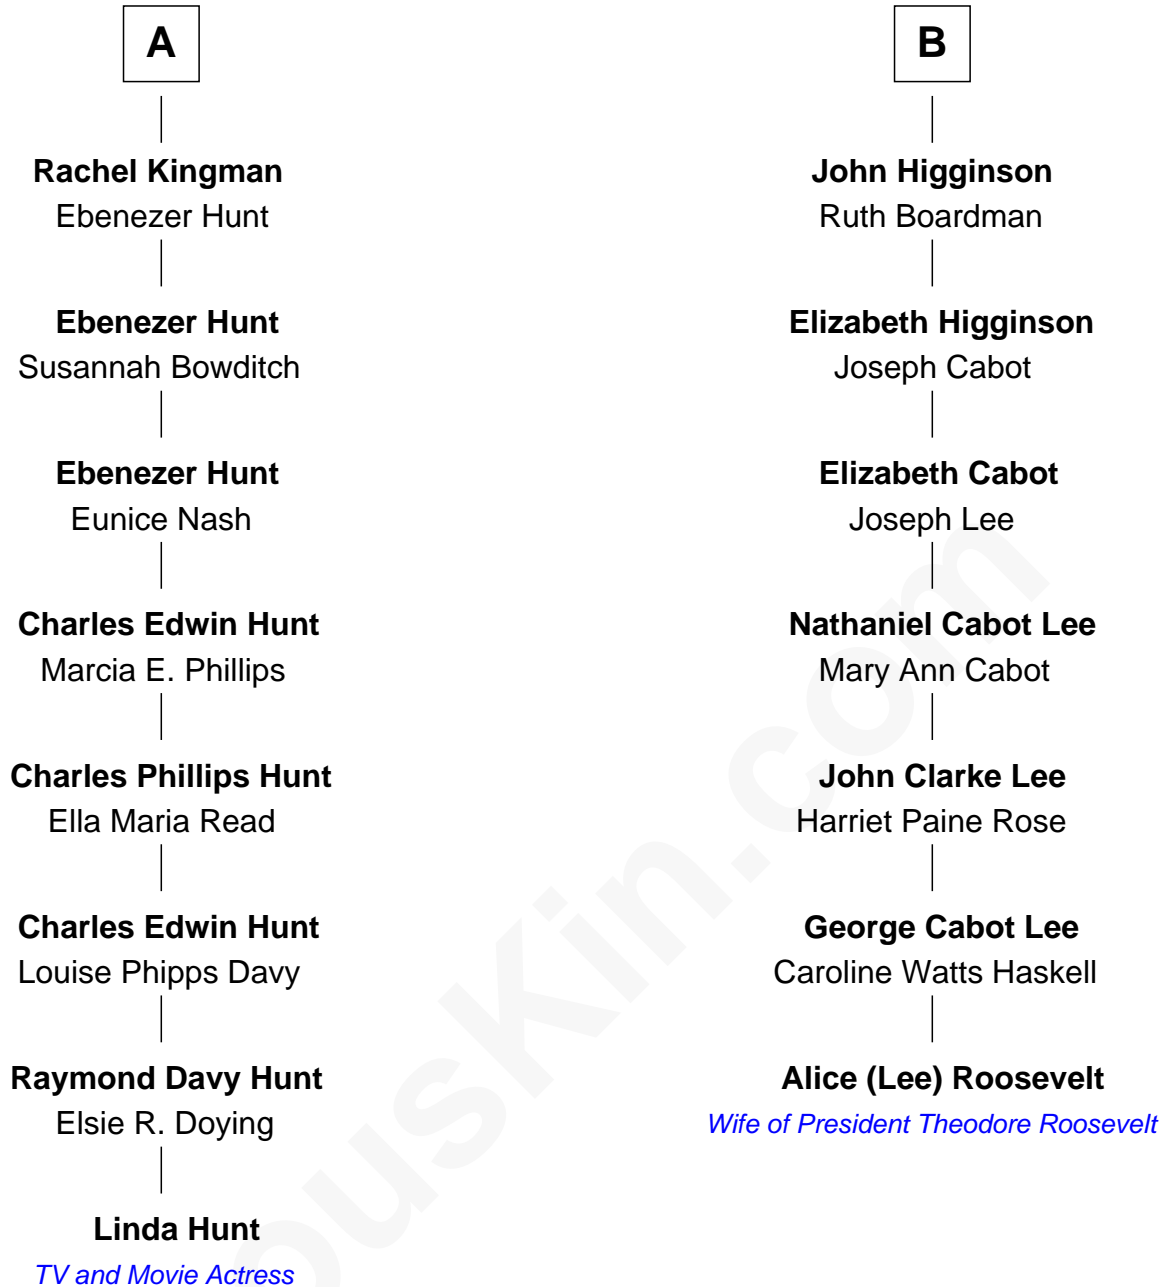 A
Rachel Kingman
Ebenezer Hunt
Ebenezer Hunt
Susannah Bowditch
Ebenezer Hunt
Eunice Nash
Charles Edwin Hunt
Marcia E. Phillips
Charles Phillips Hunt
Ella Maria Read
Charles Edwin Hunt
Louise Phipps Davy
Raymond Davy Hunt
Elsie R. Doying
Linda Hunt
TV and Movie Actress
B
John Higginson
Ruth Boardman
Elizabeth Higginson
Joseph Cabot
Elizabeth Cabot
Joseph Lee
Nathaniel Cabot Lee
Mary Ann Cabot
John Clarke Lee
Harriet Paine Rose
George Cabot Lee
Caroline Watts Haskell
Alice (Lee) Roosevelt
Wife of President Theodore Roosevelt
ousKin.com